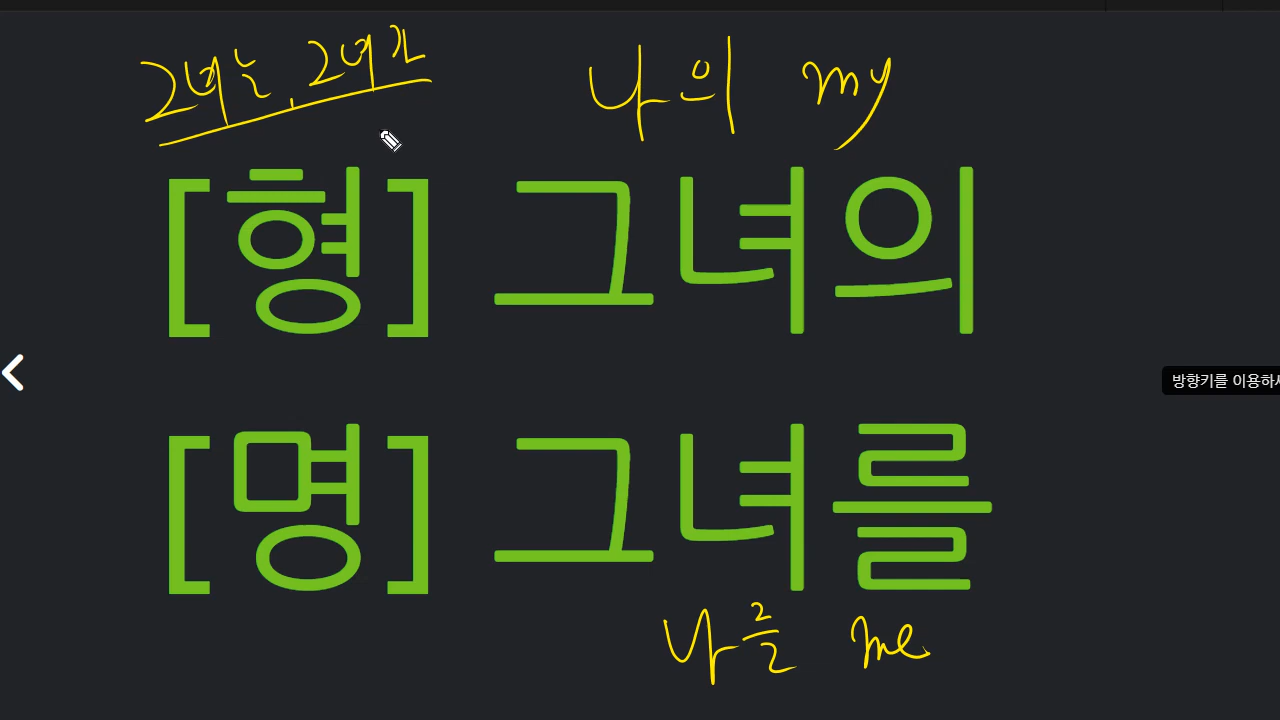 그녀는, 그녀가 나의 my
[형] 그녀의
방향키를 이용하
[명] 그녀를
나를 me